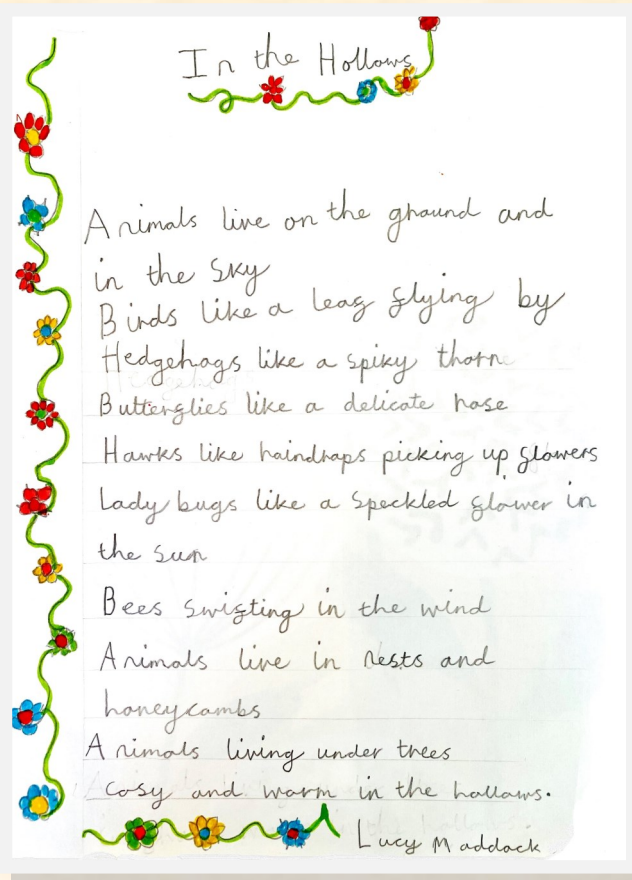 In the Hollows
Animals live on the ground and
in the sky
Birds like a leaf flying by
Hedgehogs like a spiky thorn
Butterflies like a delicate rose
Hawks like raindrops picking up flowers
Lady bugs like a speckled flower in
the sun
Bees swifting in the wind
Animals live in nests and
honeycombs
Animals living under trees
cosy and warm in the hollows.
Lucy Maddock